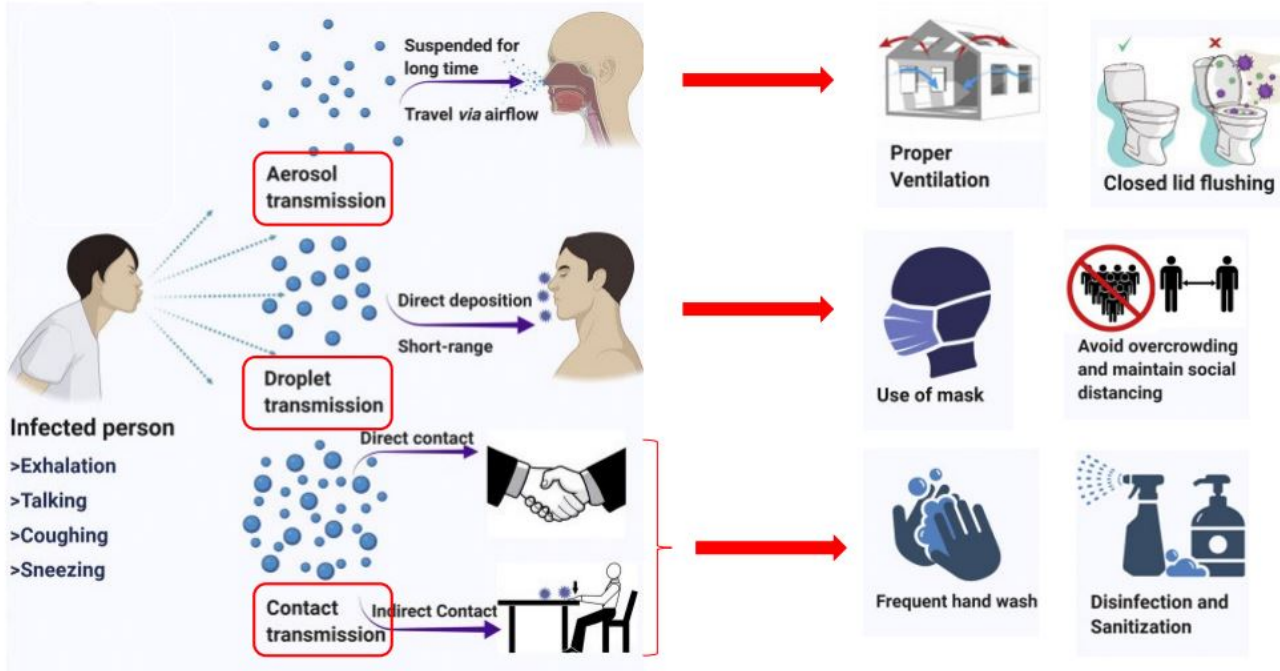 Suspended for
long time
Travel via airflow
Aerosol
transmission
Proper
Ventilation
Closed lid flushing
Direct deposition
Short-range
Droplet
transmission
Use of mask
Avoid overcrowding
and maintain social
distancing
Infected person
>Exhalation
>Talking
>Coughing
>Sneezing
Direct contact
Contact
transmission
Indirect Contact
Frequent hand wash
Disinfection and
Sanitization